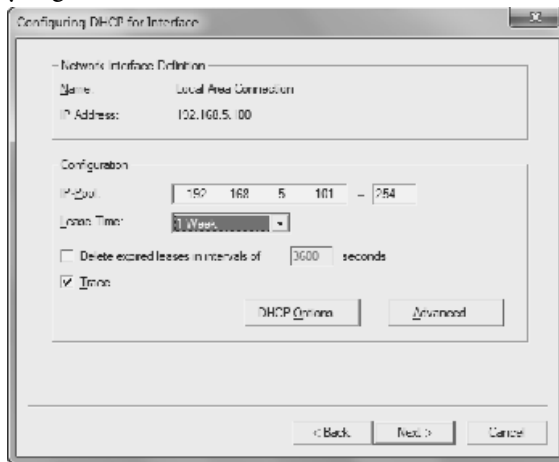 Configuring DHCP for Interface
Network Interface Definition
Name: Local Area Connection
IP Address: 192.168.5.100
Configuration
IP-Pool: 192 168 5 101 - 254
Lease Time: 1 Week
Delete expired leases in intervals of 3600 seconds
Trace
DHCP Options Advanced
< Back Next > Cancel